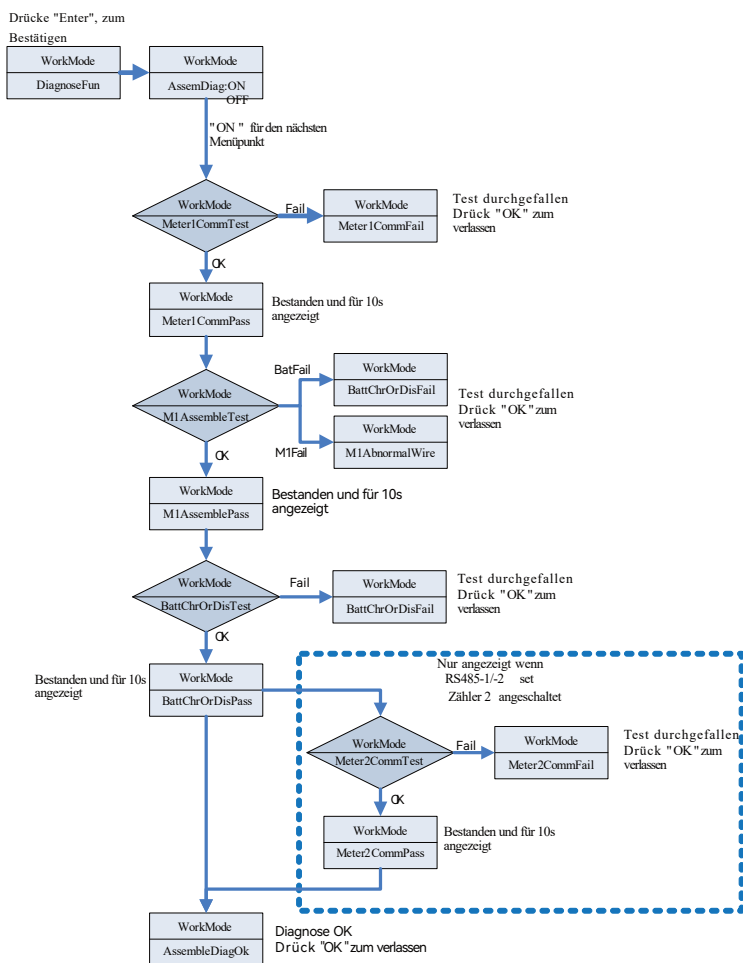 Drücke "Enter", zum
Bestätigen
WorkMode
DiagnoseFun
WorkMode
AssemDiag:ON
OFF
"ON " für den nächsten
Menüpunkt
WorkMode
Meter1CommTest
Fail
WorkMode
Meter1CommFail
Test durchgefallen
Drück "OK" zum
verlassen
OK
WorkMode
Meter1CommPass
Bestanden und für 10s
angezeigt
WorkMode
M1AssembleTest
BatFail
WorkMode
BattChrOrDisFail
M1Fail
WorkMode
M1AbnormalWire
Test durchgefallen
Drück "OK"zum
verlassen
OK
WorkMode
M1AssemblePass
Bestanden und für 10s
angezeigt
WorkMode
BattChrOrDisTest
Fail
WorkMode
BattChrOrDisFail
Test durchgefallen
Drück "OK"zum
verlassen
OK
Bestanden und für 10s
angezeigt
WorkMode
BattChrOrDisPass
Nur angezeigt wenn
RS485-1/-2 set
Zähler 2 angeschaltet
WorkMode
Meter2CommTest
Fail
WorkMode
Meter2CommFail
Test durchgefallen
Drück "OK"zum
verlassen
OK
WorkMode
Meter2CommPass
Bestanden und für 10s
angezeigt
WorkMode
AssembleDiagOk
Diagnose OK
Drück "OK"zum verlassen